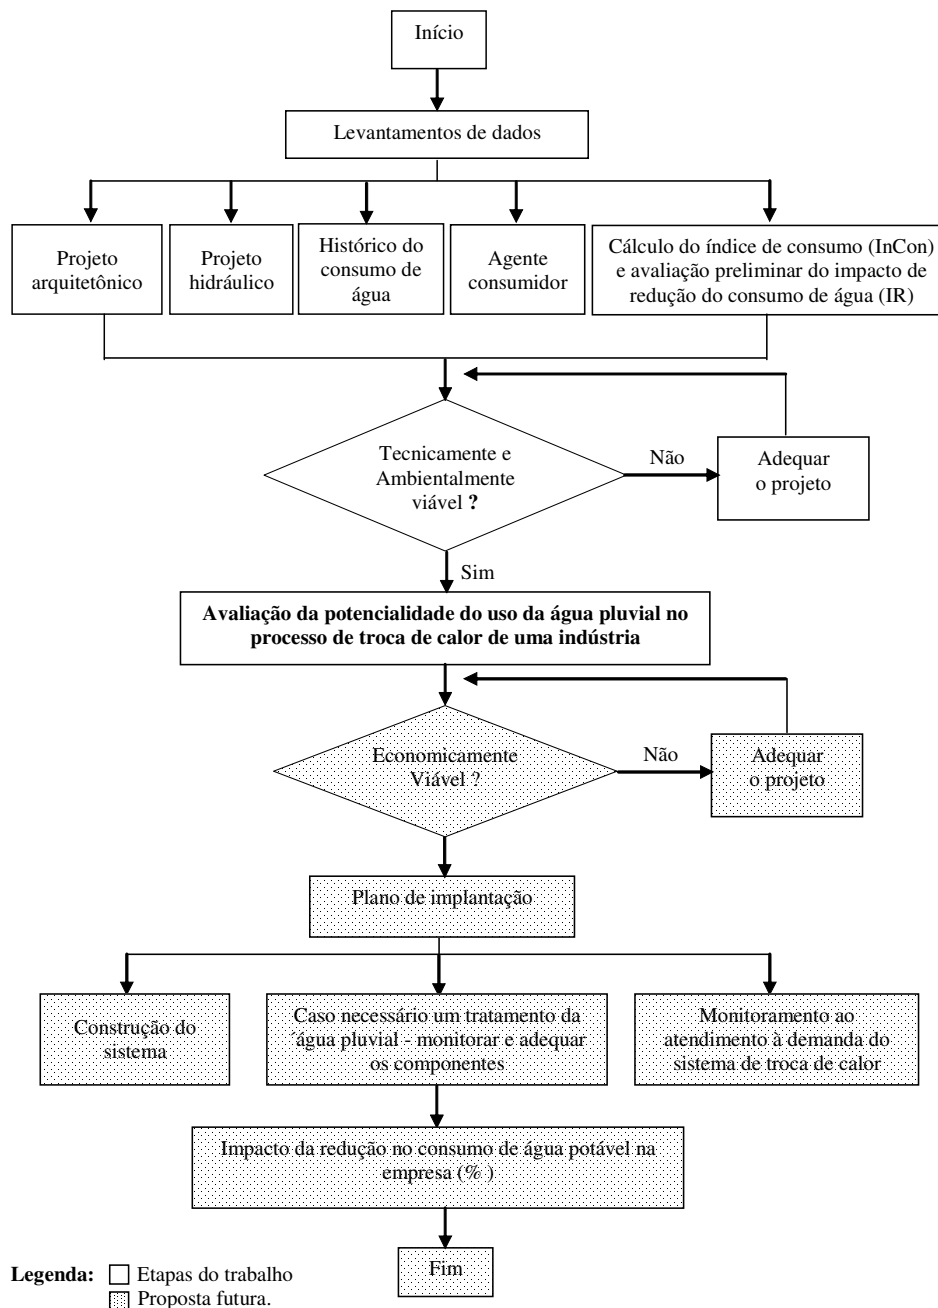 Início
Levantamentos de dados
Projeto
arquitetônico
Projeto
hidráulico
Histórico do
consumo de
água
Agente
consumidor
Cálculo do índice de consumo (InCon)
e avaliação preliminar do impacto de
redução do consumo de água (IR)
Tecnicamente e
Ambientalmente
viável ?
Não
Adequar
o projeto
Sim
Avaliação da potencialidade do uso da água pluvial no
processo de troca de calor de uma indústria
Economicamente
Viável ?
Não
Adequar
o projeto
Plano de implantação
Construção do
sistema
Caso necessário um tratamento da
´água pluvial - monitorar e adequar
os componentes
Monitoramento ao
atendimento à demanda do
sistema de troca de calor
Impacto da redução no consumo de água potável na
empresa (% )
Fim
Legenda: Etapas do trabalho
Proposta futura.